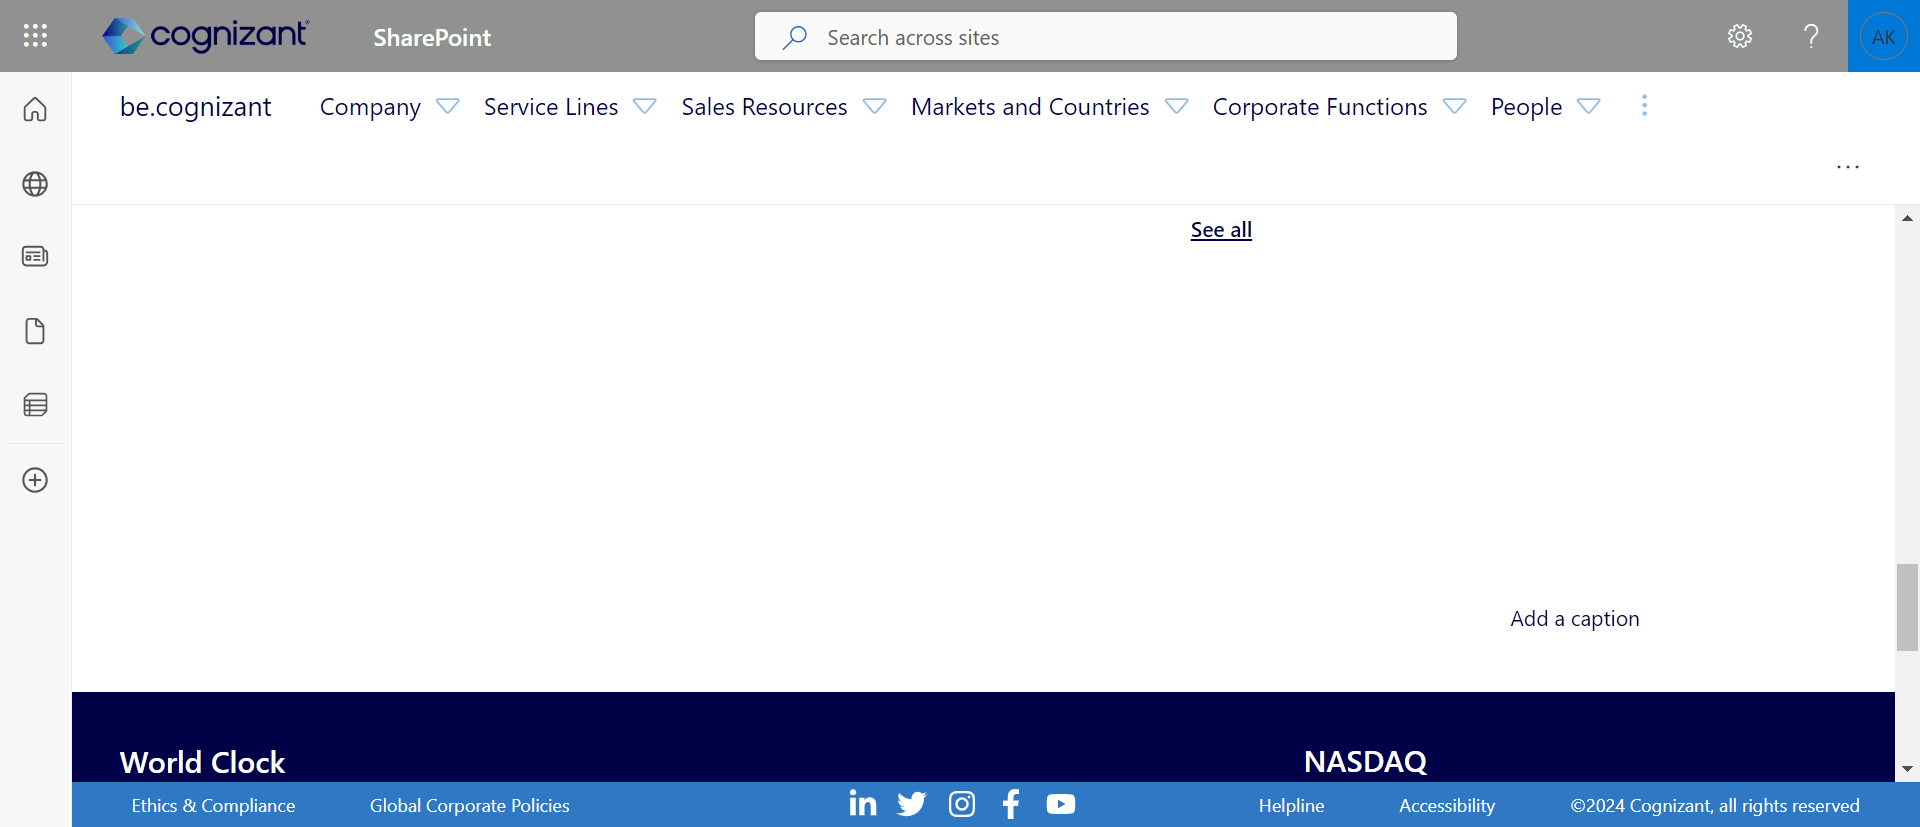 cognizant
SharePoint
Search across sites
AK
be.cognizant
Company
Service Lines
Sales Resources
Markets and Countries
Corporate Functions
People
See all
Add a caption
World Clock
NASDAQ
Ethics & Compliance
Global Corporate Policies
Helpline
Accessibility
©2024 Cognizant, all rights reserved